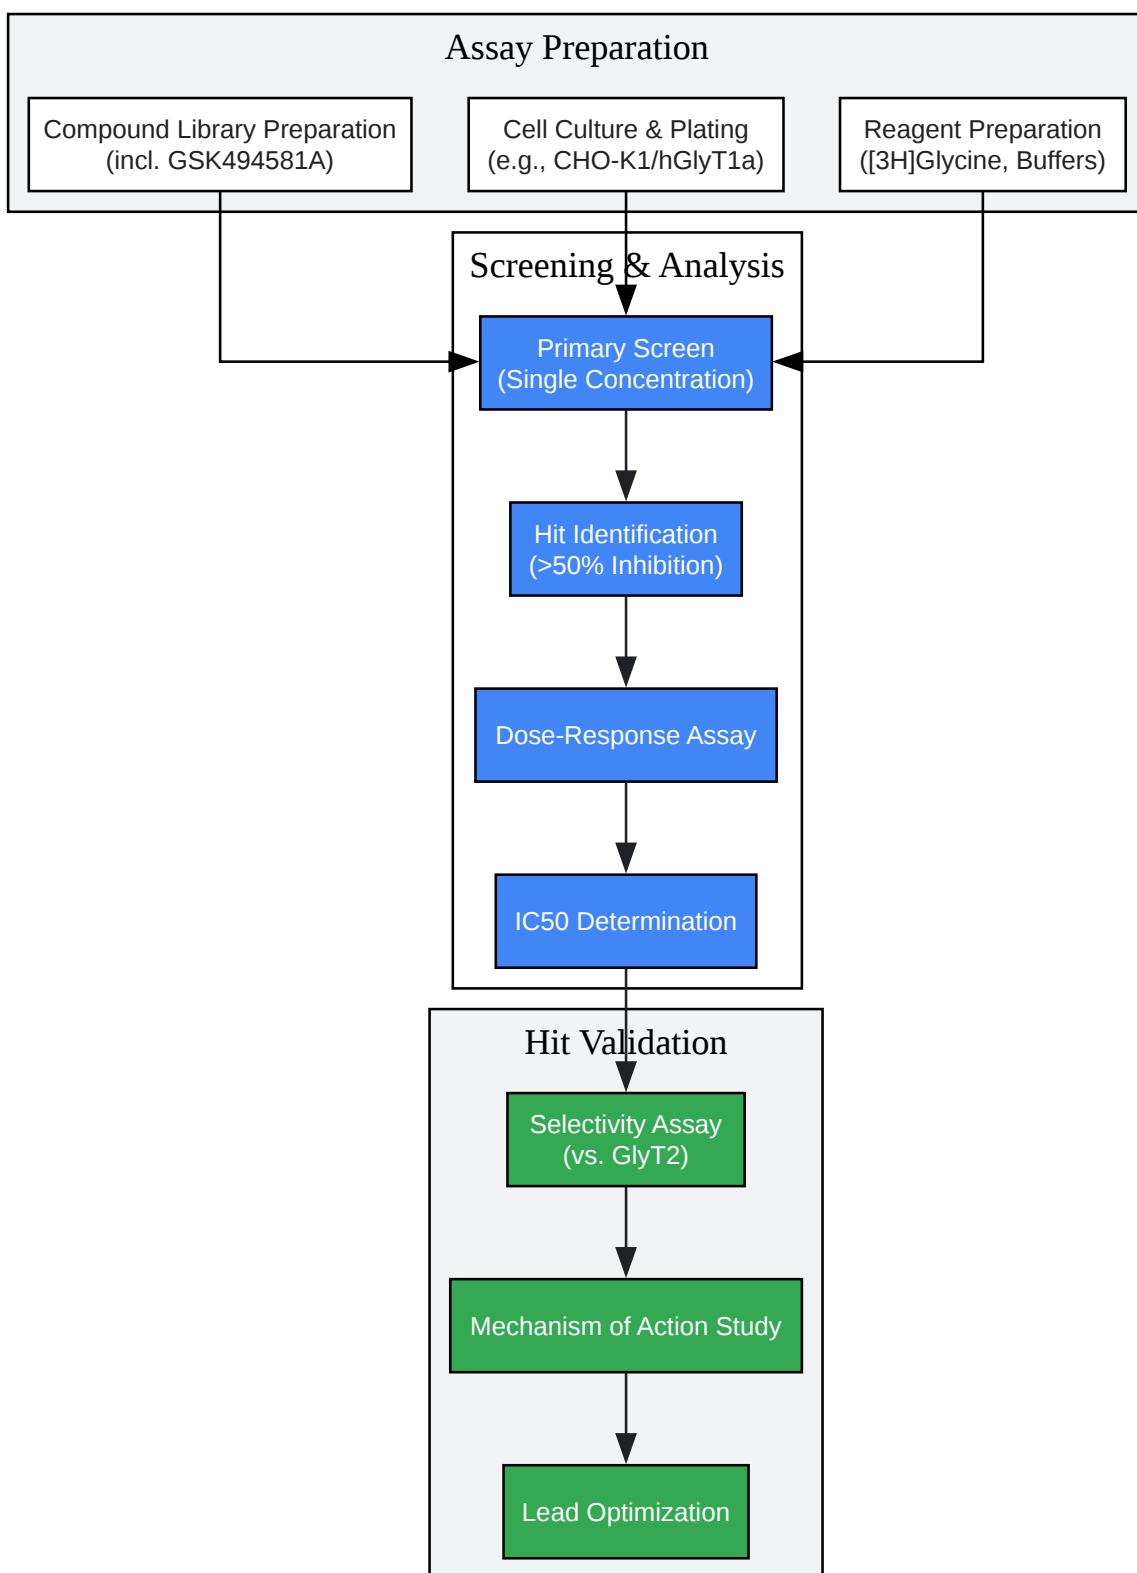 Assay Preparation
Compound Library Preparation
(incl. GSK494581A)
Cell Culture & Plating
(e.g., CHO-K1/hGlyT1a)
Reagent Preparation
([3H]Glycine, Buffers)
Screening & Analysis
Primary Screen
(Single Concentration)
Hit Identification
(>50% Inhibition)
Dose-Response Assay
IC50 Determination
Hit Validation
Selectivity Assay
(vs. GlyT2)
Mechanism of Action Study
Lead Optimization